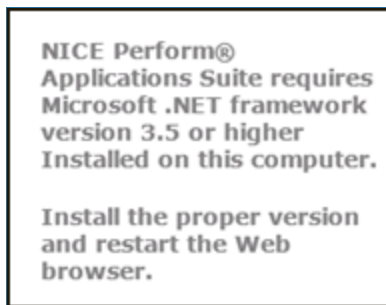 NICE Perform®
Applications Suite requires
Microsoft .NET framework
version 3.5 or higher
Installed on this computer.
Install the proper version
and restart the Web
browser.